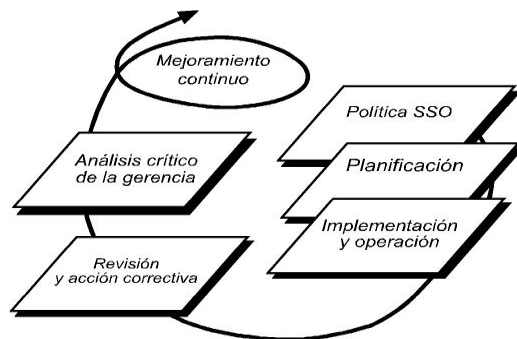 Mejoramiento
continuo
Política SSO
Planificación
Implementación
y operación
Análisis crítico
de la gerencia
Revisión
y acción correctiva